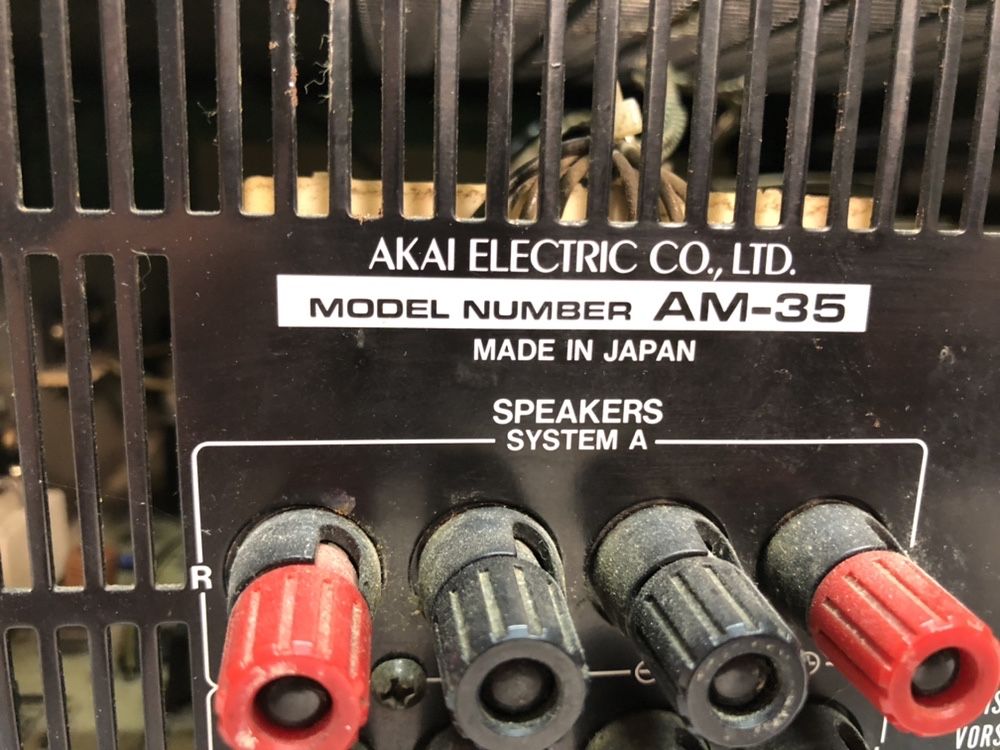 AKAI ELECTRIC CO., LTD.
MODEL NUMBER AM-35
MADE IN JAPAN
SPEAKERS
SYSTEM A
R